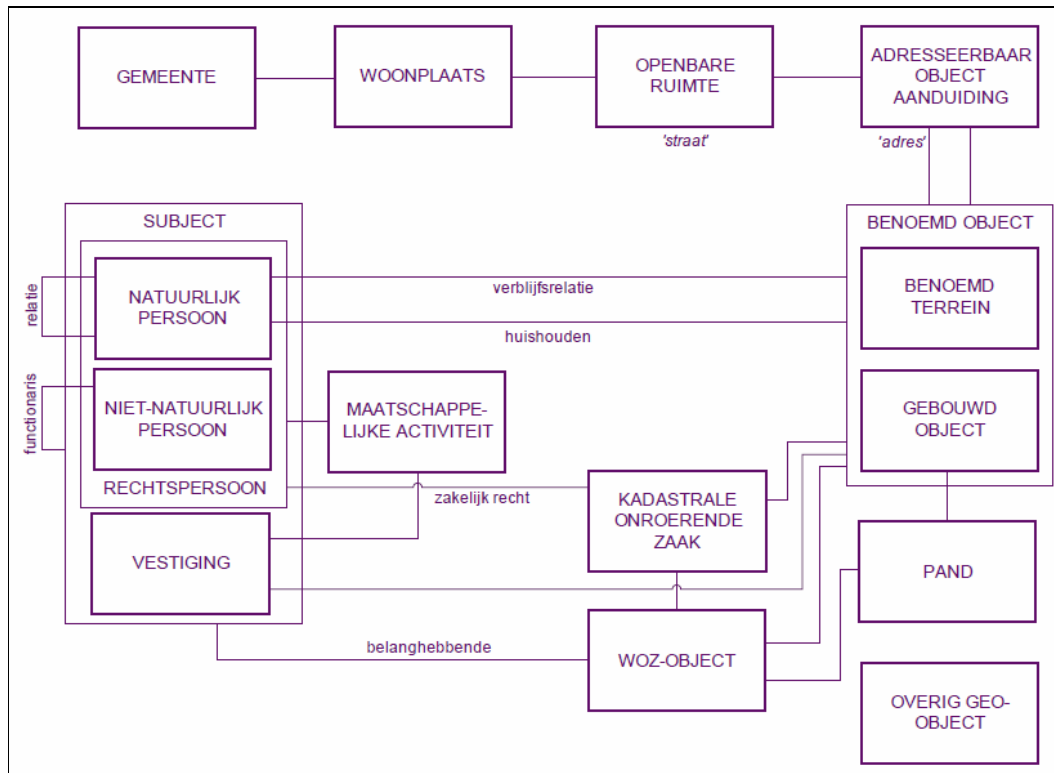 GEMEENTE
WOONPLAATS
OPENBARE
RUIMTE
ADRESSEERBAAR
OBJECT
AANDUIDING
'straat'
'adres'
SUBJECT
BENOEMD OBJECT
relatie
NATUURLIJK
PERSOON
verblijfsrelatie
BENOEMD
TERREIN
huishouden
functionaris
NIET-NATUURLIJK
PERSOON
MAATSCHAPPE-
LIJKE ACTIVITEIT
GEBOUWD
OBJECT
RECHTSPERSOON
zakelijk recht
KADASTRALE
ONROERENDE
ZAAK
VESTIGING
PAND
belanghebbende
WOZ-OBJECT
OVERIG GEO-
OBJECT